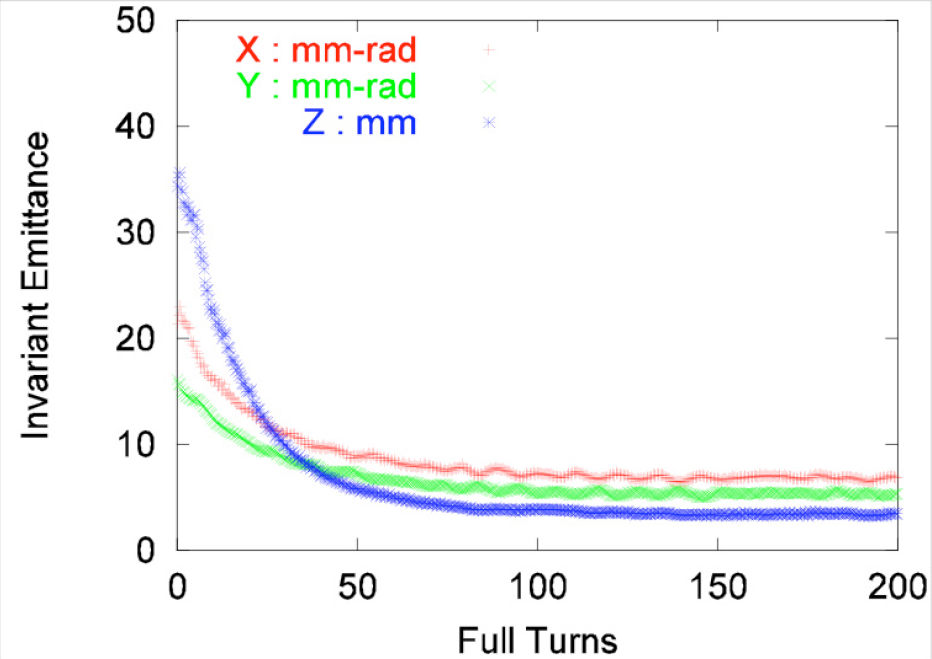 50
40
30
20
10
0
Invariant Emittance
X : mm-rad
Y : mm-rad
Z : mm
0 50 100 150 200
Full Turns